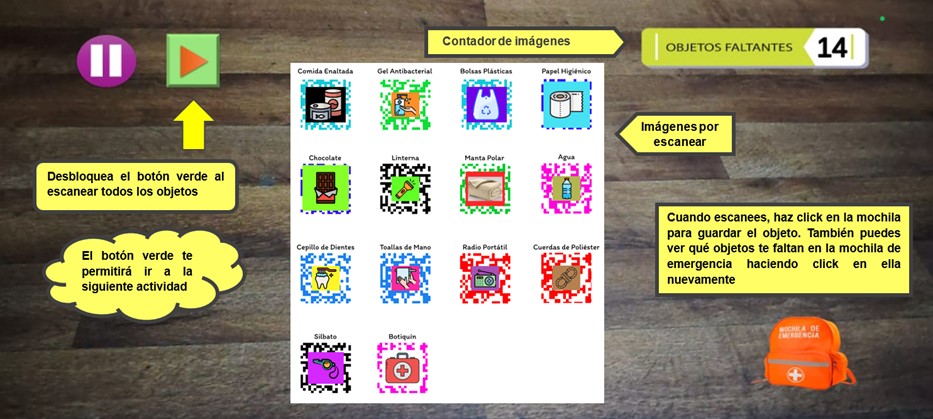 Contador de imágenes
OBJETOS FALTANTES 14
Comida Enaltada Gel Antibacterial Bolsas Plásticas Papel Higiénico
Imágenes por
escanear
Desbloquea el botón verde al
escanear todos los objetos
Chocolate Linterna Manta Polar Agua
Cuando escanees, haz click en la mochila
para guardar el objeto. También puedes
ver qué objetos te faltan en la mochila de
emergencia haciendo click en ella
nuevamente
El botón verde te
permitirá ir a la
siguiente actividad
Cepillo de Dientes Toallas de Mano Radio Portátil Cuerdas de Poliéster
Silbato Botiquín
MOCHILA DE
EMERGENCIA